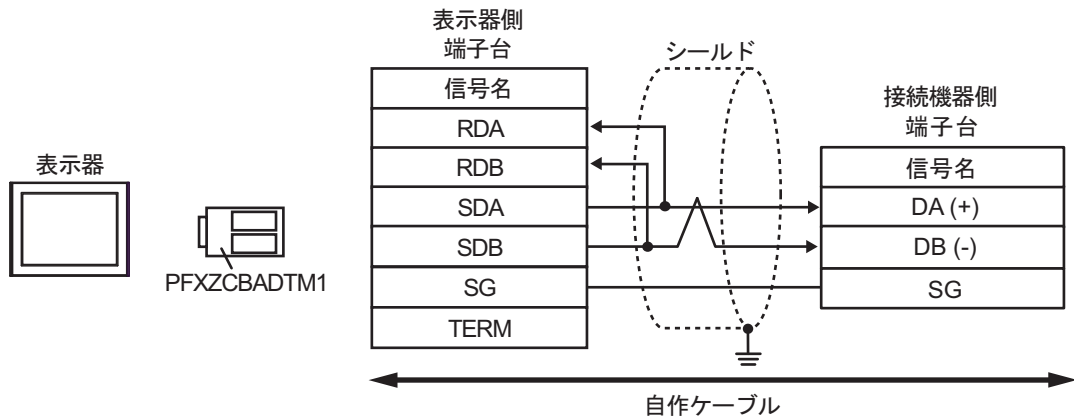 表示器
PFXZCBADTM1
表示器側
端子台
信号名
RDA
RDB
SDA
SDB
SG
TERM
シールド
接続機器側
端子台
信号名
DA (+)
DB (-)
SG
自作ケーブル